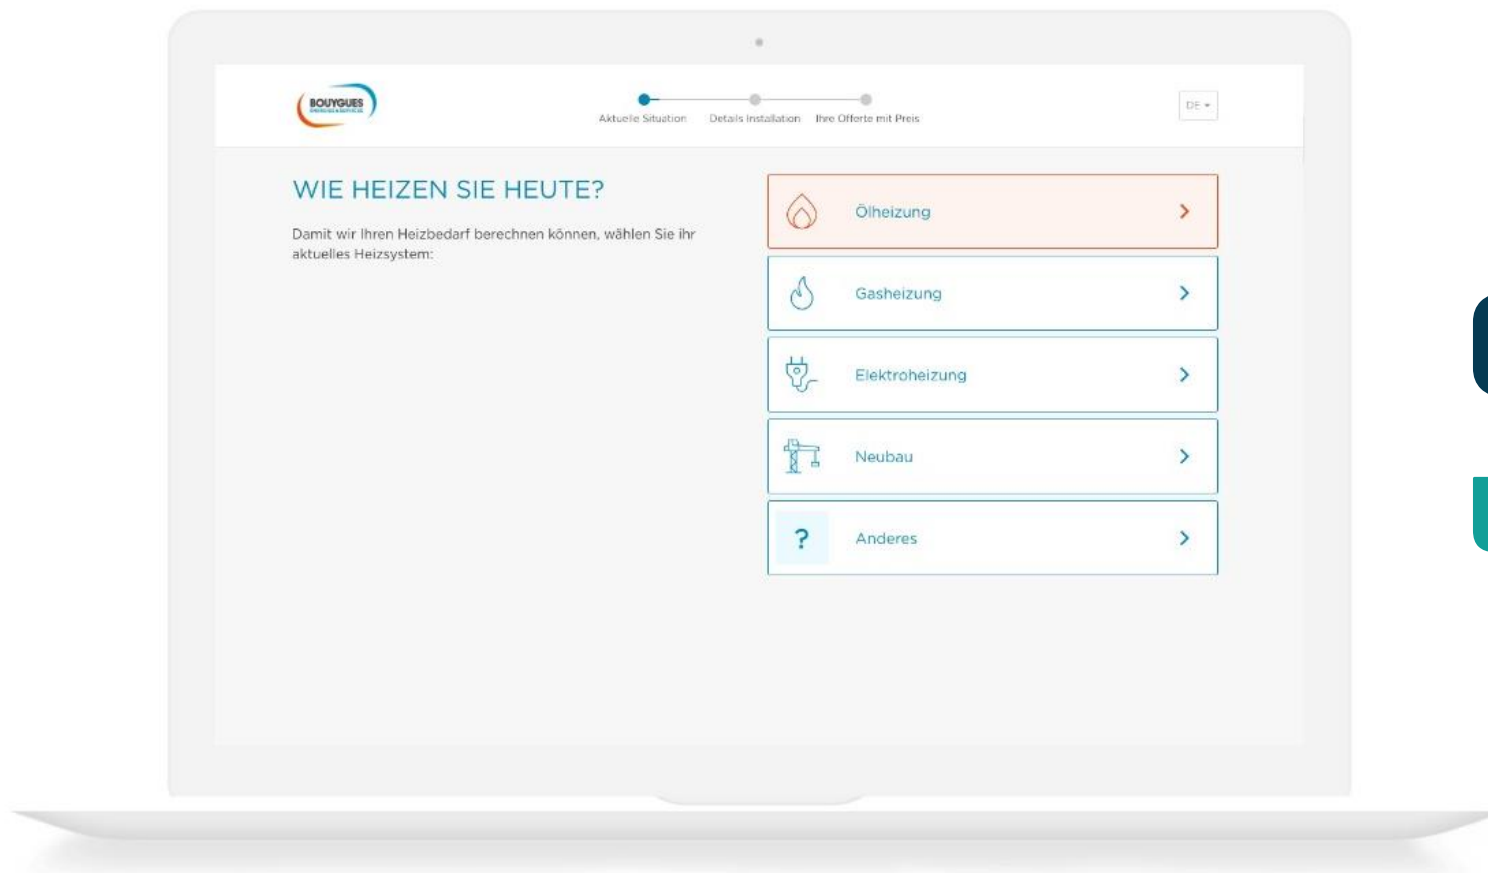 BOUYGUES
Aktuelle Situation
Details Installation
Ihre Offerte mit Preis
DE
WIE HEIZEN SIE HEUTE?
Damit wir Ihren Heizbedarf berechnen können, wählen Sie ihr
aktuelles Heizsystem:
Ölheizung
Gasheizung
Elektroheizung
Neubau
?
Anderes